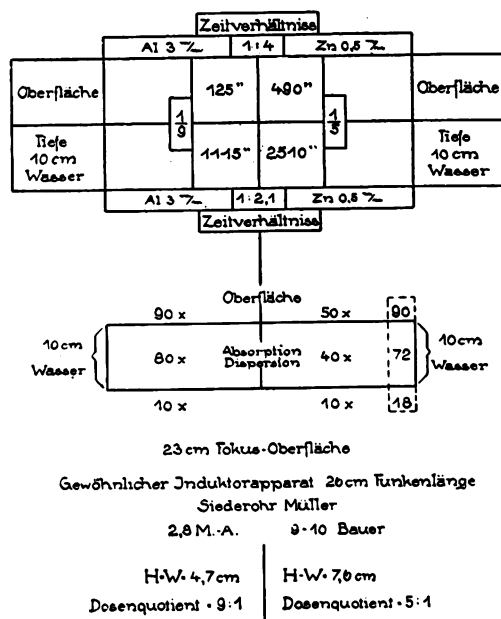 Zeitverhältniss
Al 3 m/m 1:4 Zn 0,5 m/m
Oberfläche 125" 490" Oberfläche
1/9 1/5
Tiefe 10 cm Wasser 1115" 2510" Tiefe 10 cm Wasser
Al 3 m/m 1:2,1 Zn 0,5 m/m
Zeitverhältniss
Oberfläche
90 x 50 x 90
10 cm Wasser 80 x Absorption Dispersion 40 x 72 10 cm Wasser
10 x 10 x 18
23 cm Fokus-Oberfläche
Gewöhnlicher Induktorapparat 26 cm Funkenlänge
Siederohr Müller
2,8 M.-A. 9-10 Bauer
H-W-4,7 cm H-W-7,6 cm
Dosenquotient - 9:1 Dosenquotient - 5:1